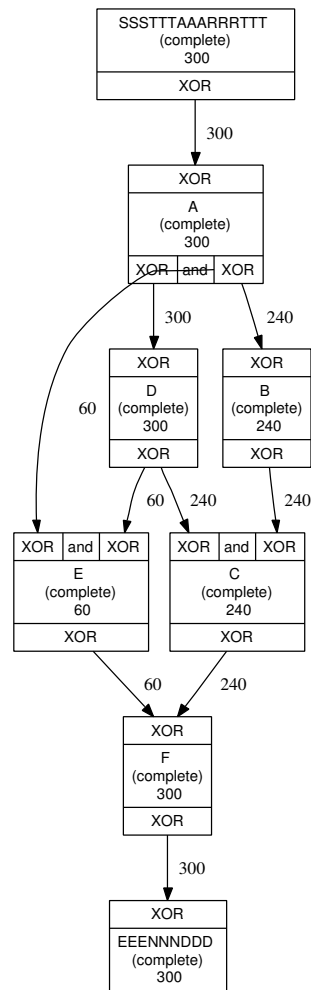 SSSTTTAAARRRTTT
(complete)
300
XOR
300
XOR
A
(complete)
300
XOR and XOR
300
240
XOR
D
(complete)
300
XOR
XOR
B
(complete)
240
XOR
60
60
240
240
XOR and XOR
E
(complete)
60
XOR
XOR and XOR
C
(complete)
240
XOR
60
240
XOR
F
(complete)
300
XOR
300
XOR
EEENNNDDD
(complete)
300